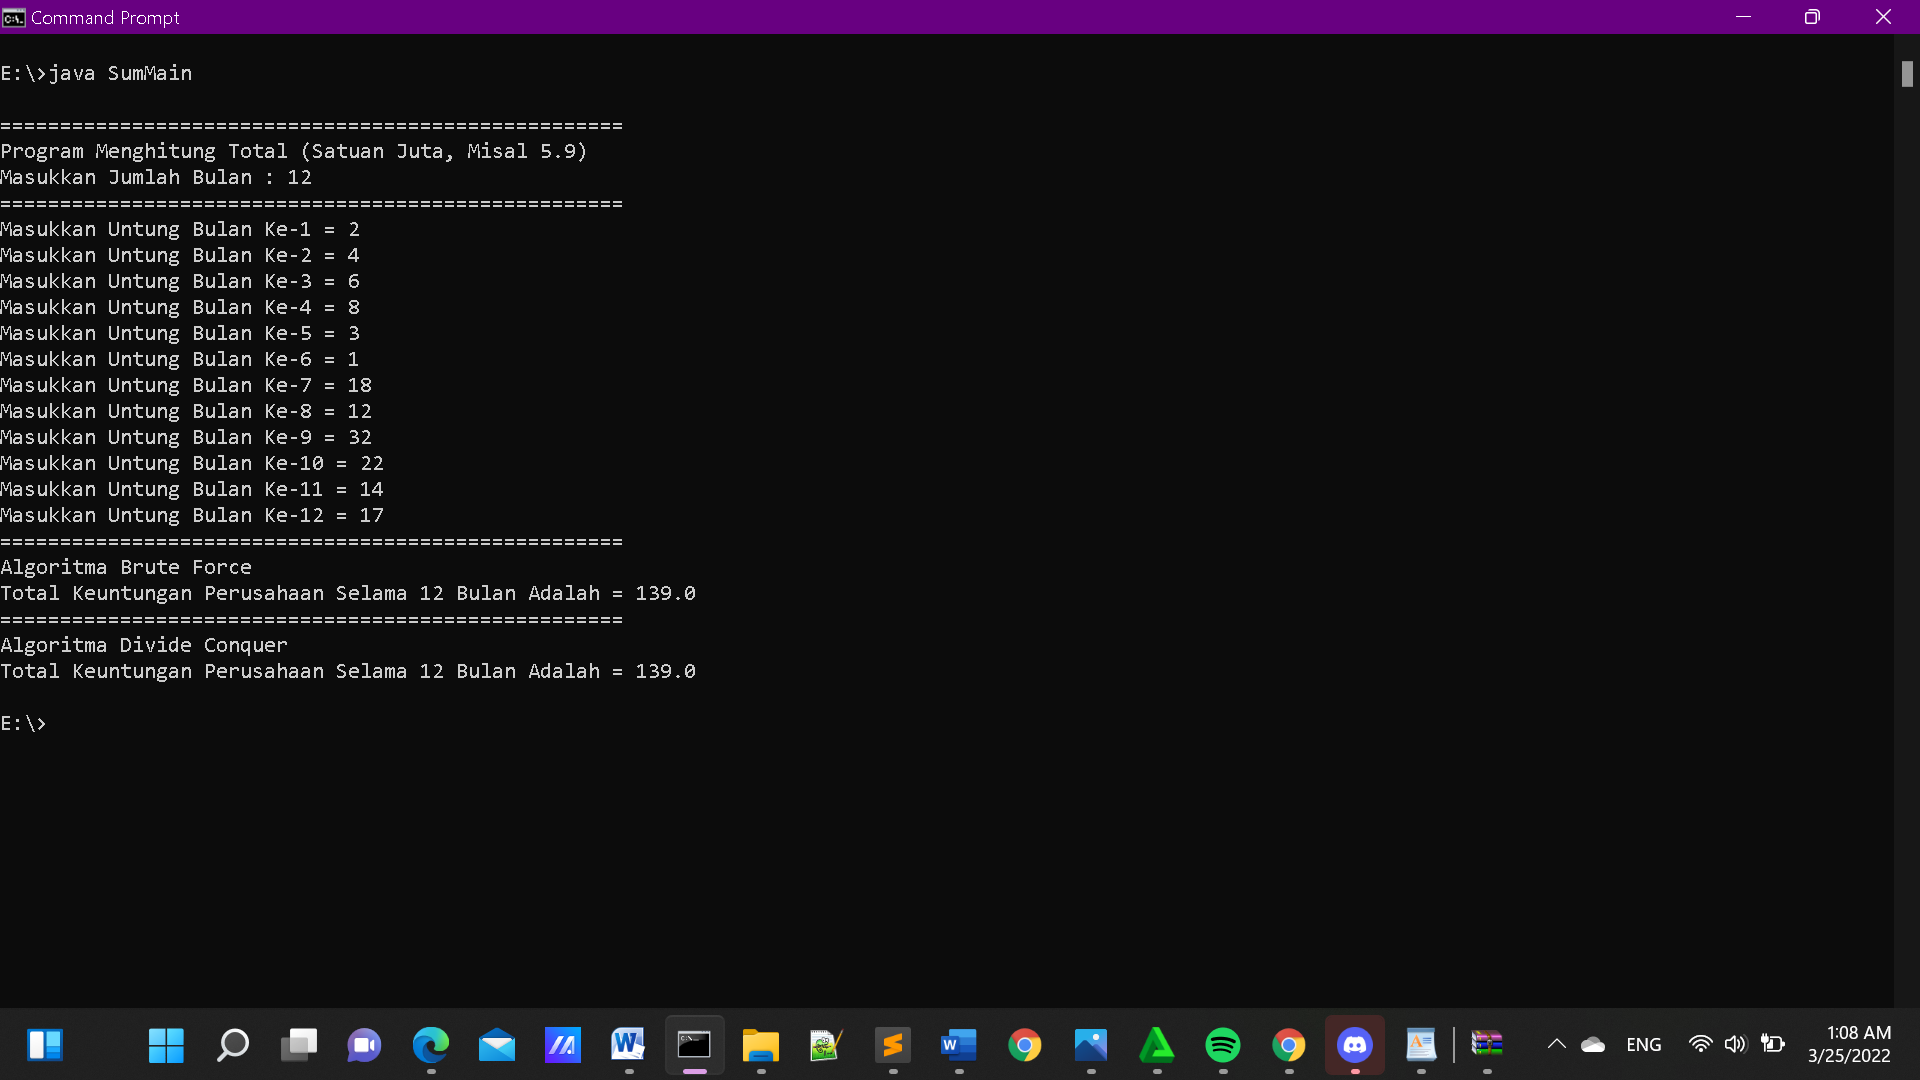 Command Prompt
E:\>java SumMain
====================================================
Program Menghitung Total (Satuan Juta, Misal 5.9)
Masukkan Jumlah Bulan : 12
====================================================
Masukkan Untung Bulan Ke-1 = 2
Masukkan Untung Bulan Ke-2 = 4
Masukkan Untung Bulan Ke-3 = 6
Masukkan Untung Bulan Ke-4 = 8
Masukkan Untung Bulan Ke-5 = 3
Masukkan Untung Bulan Ke-6 = 1
Masukkan Untung Bulan Ke-7 = 18
Masukkan Untung Bulan Ke-8 = 12
Masukkan Untung Bulan Ke-9 = 32
Masukkan Untung Bulan Ke-10 = 22
Masukkan Untung Bulan Ke-11 = 14
Masukkan Untung Bulan Ke-12 = 17
====================================================
Algoritma Brute Force
Total Keuntungan Perusahaan Selama 12 Bulan Adalah = 139.0
====================================================
Algoritma Divide Conquer
Total Keuntungan Perusahaan Selama 12 Bulan Adalah = 139.0
E:\>
ENG
1:08 AM
3/25/2022